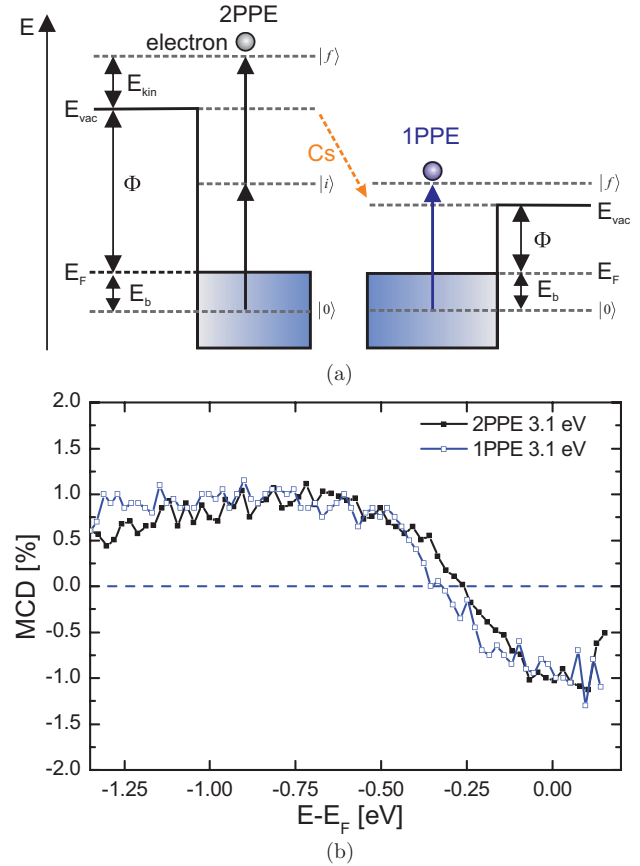 E
2PPE
electron
|f⟩
E_kin
E_vac
Cs
1PPE
|f⟩
Φ
|i⟩
E_vac
Φ
E_F
E_F
E_b
E_b
|0⟩
|0⟩
(a)
2.0
1.5
1.0
0.5
0.0
-0.5
-1.0
-1.5
-2.0
MCD [%]
2PPE 3.1 eV
1PPE 3.1 eV
-1.25 -1.00 -0.75 -0.50 -0.25 0.00
E-E_F [eV]
(b)